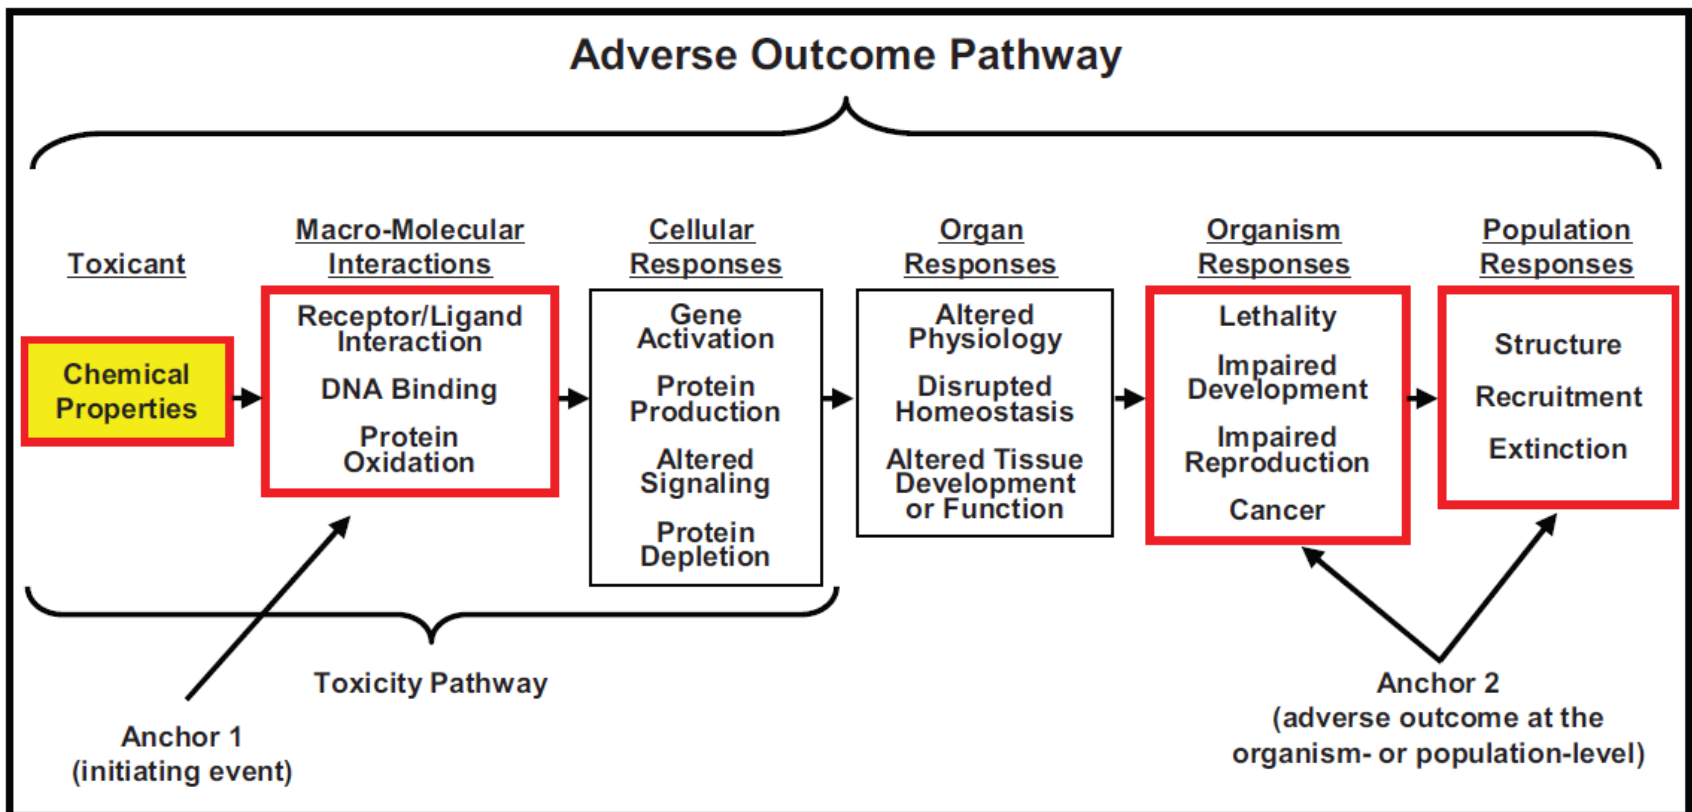 Adverse Outcome Pathway
Toxicant
Chemical
Properties
Macro-Molecular
Interactions
Receptor/Ligand
Interaction
DNA Binding
Protein
Oxidation
Cellular
Responses
Gene
Activation
Protein
Production
Altered
Signaling
Protein
Depletion
Organ
Responses
Altered
Physiology
Disrupted
Homeostasis
Altered Tissue
Development
or Function
Organism
Responses
Lethality
Impaired
Development
Impaired
Reproduction
Cancer
Population
Responses
Structure
Recruitment
Extinction
Toxicity Pathway
Anchor 1
(initiating event)
Anchor 2
(adverse outcome at the
organism- or population-level)